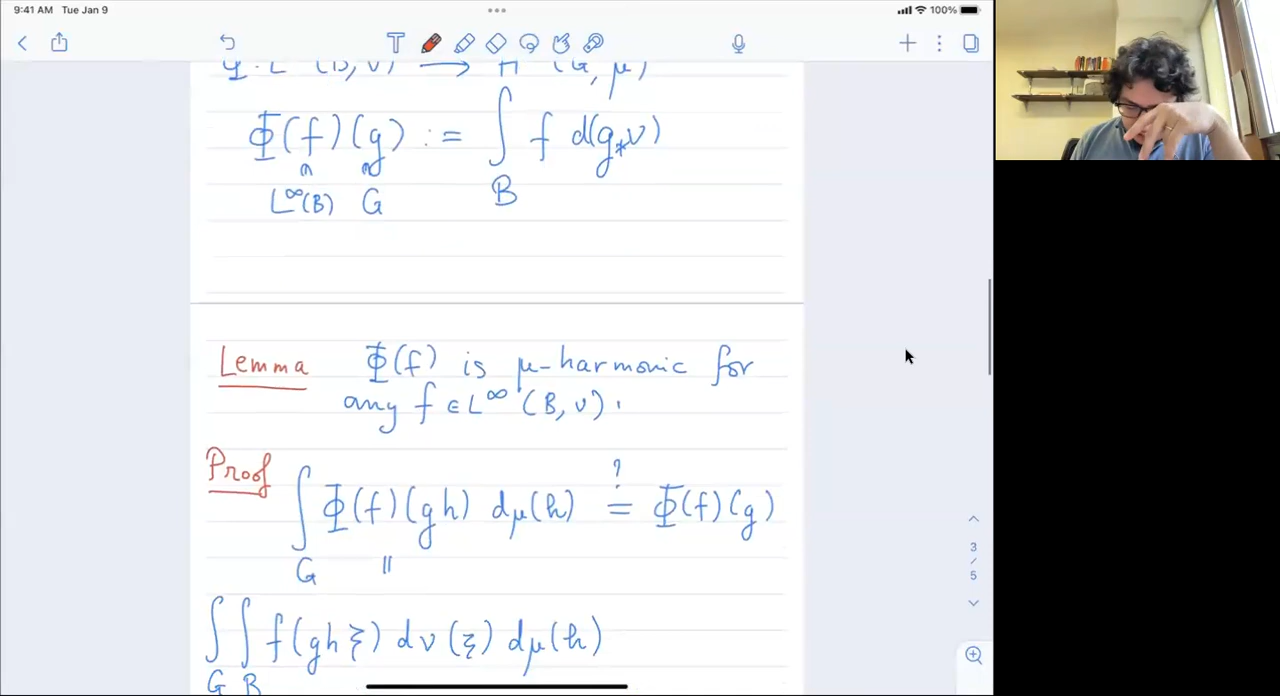 9:41 AM Tue Jan 9
100%
Φ(f)(g) := ∫_B f d(g_*ν)
L^∞(B) G
Lemma Φ(f) is μ-harmonic for
any f ∈ L^∞(B, ν).
Proof ∫_G Φ(f)(gh) dμ(h) =^? Φ(f)(g)
||
∫_G ∫_B f(ghξ) dν(ξ) dμ(h)
3
/
5